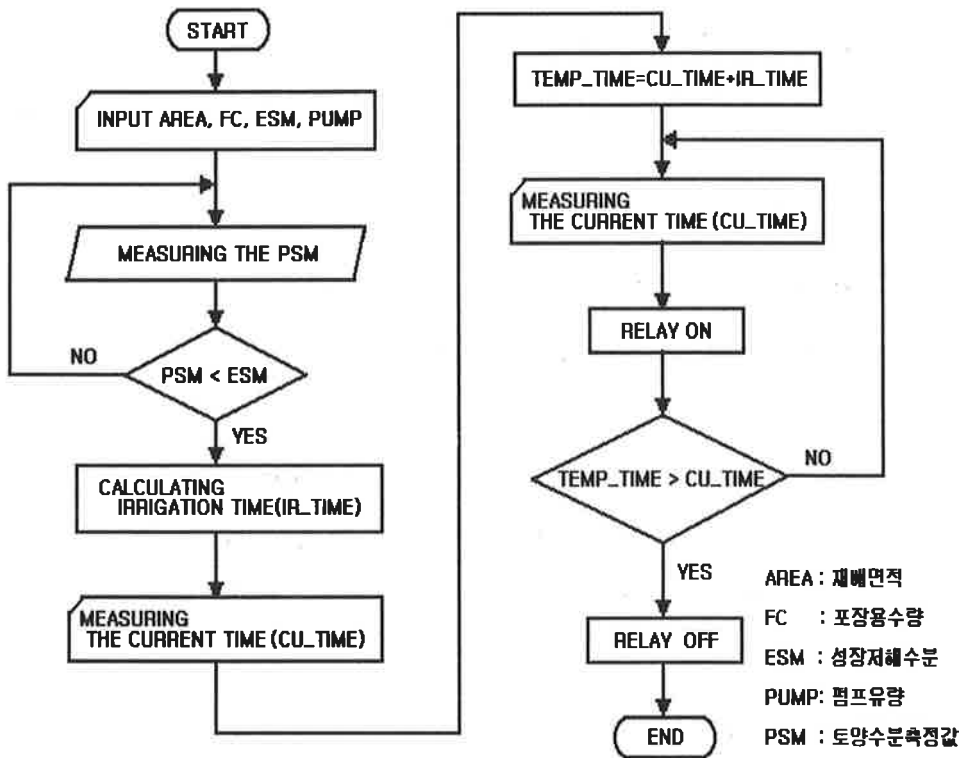 START
INPUT AREA, FC, ESM, PUMP
MEASURING THE PSM
PSM < ESM
NO
YES
CALCULATING
IRRIGATION TIME(IR_TIME)
MEASURING
THE CURRENT TIME (CU_TIME)
TEMP_TIME=CU_TIME+IR_TIME
MEASURING
THE CURRENT TIME (CU_TIME)
RELAY ON
TEMP_TIME > CU_TIME
NO
YES
RELAY OFF
END
AREA : 재배면적
FC : 포장용수량
ESM : 성장저해수분
PUMP: 펌프유량
PSM : 토양수분측정값